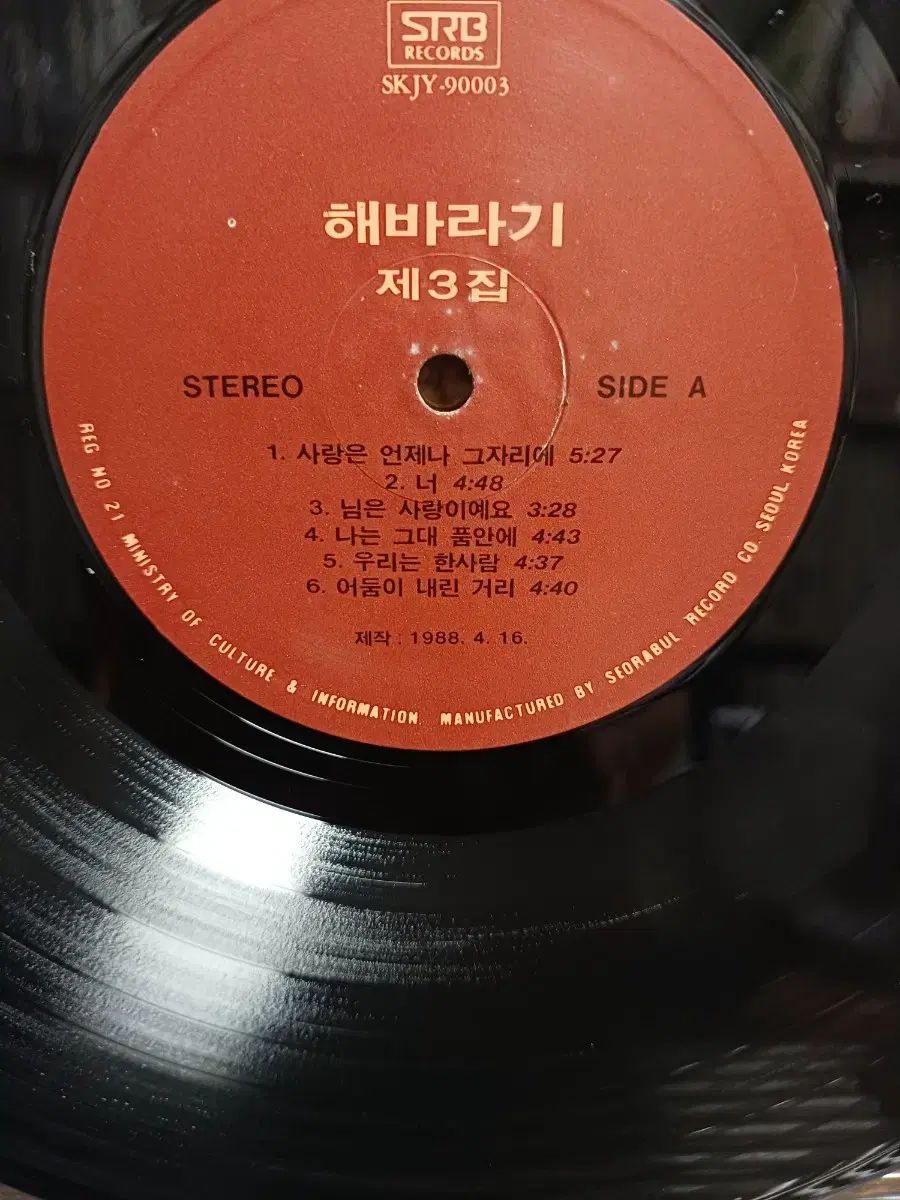 SRB
RECORDS
SKJY-90003
해바라기
제3집
STEREO
SIDE A
1. 사랑은 언제나 그자리에 5:27
2. 너 4:48
3. 님은 사랑이예요 3:28
4. 나는 그대 품안에 4:43
5. 우리는 한사람 4:37
6. 어둠이 내린 거리 4:40
제작 : 1988. 4. 16.
REG NO 21 MINISTRY OF CULTURE & INFORMATION. MANUFACTURED BY SEORABUL RECORD CO. SEOUL KOREA